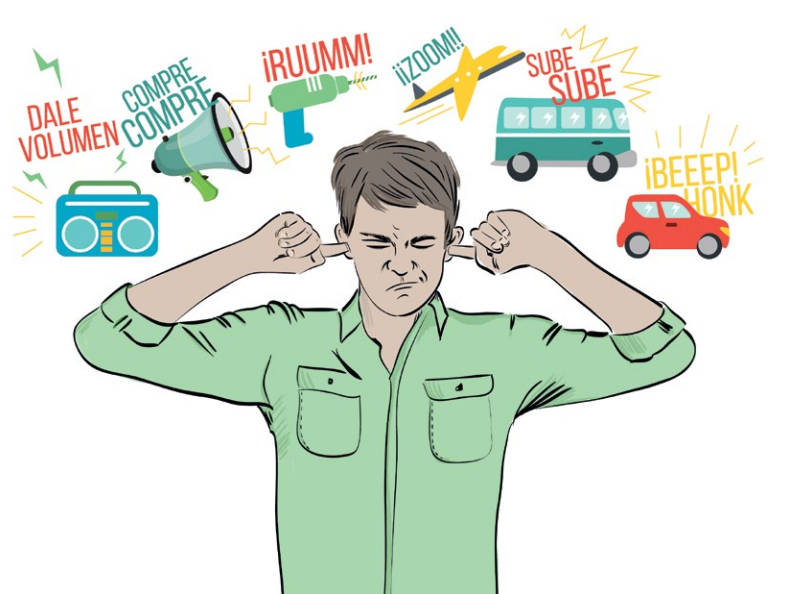 DALE
VOLUMEN
COMPRE
COMPRE
¡RUUMM!
¡¡ZOOM!!
SUBE
SUBE
¡BEEEP!
HONK